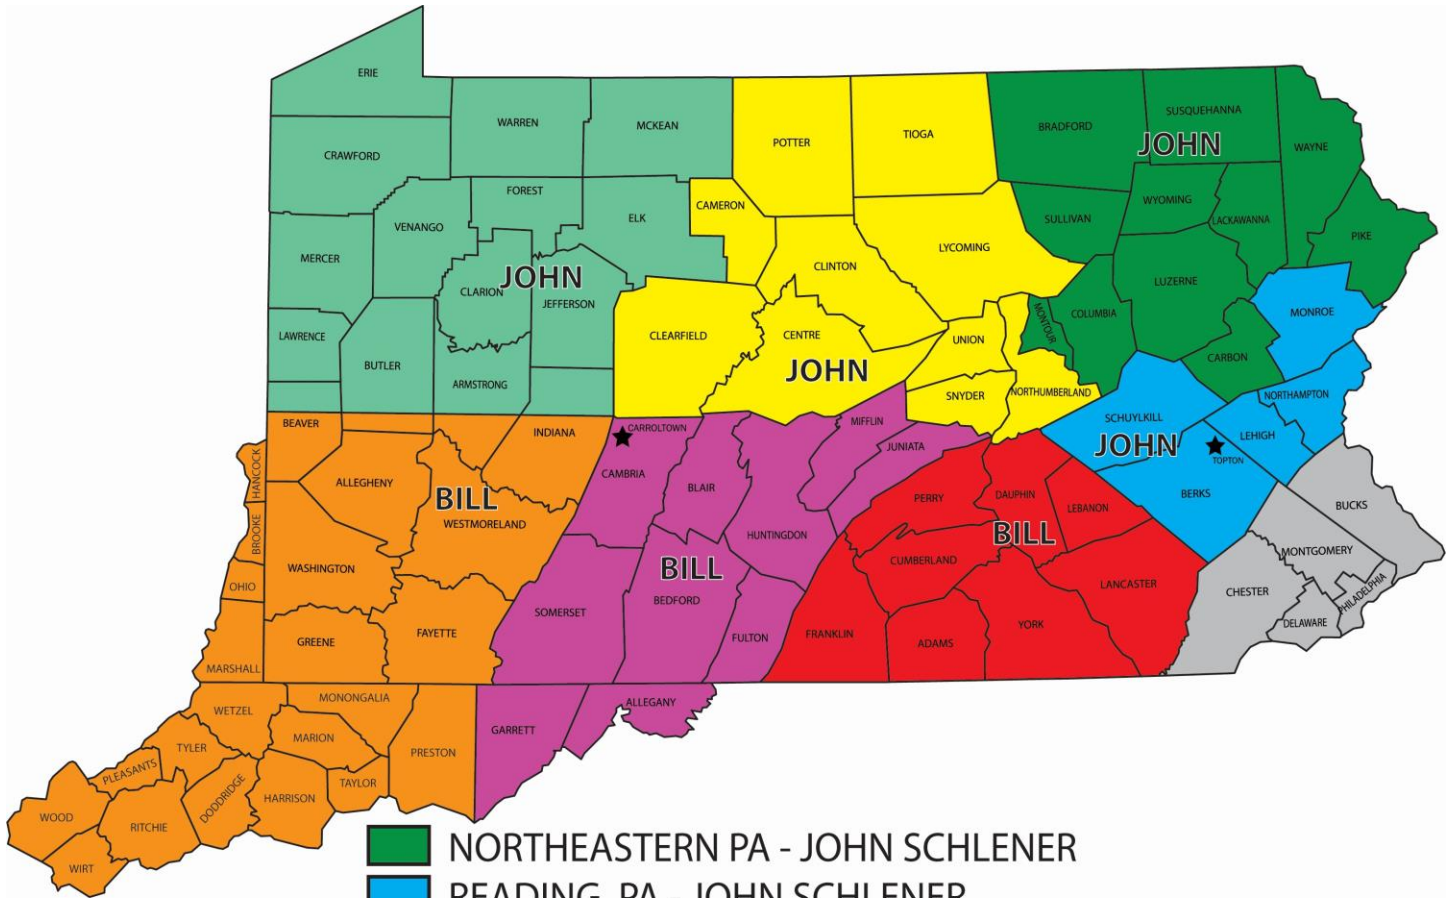 ERIE
WARREN
MCKEAN
POTTER
TIOGA
BRADFORD
SUSQUEHANNA
JOHN
WAYNE
CRAWFORD
FOREST
ELK
CAMERON
VENANGO
SULLIVAN
WYOMING
LACKAWANNA
PIKE
MERCER
CLARION
JOHN
JEFFERSON
CLINTON
LYCOMING
LUZERNE
MONROE
LAWRENCE
BUTLER
ARMSTRONG
CLEARFIELD
CENTRE
JOHN
UNION
MONTOUR
COLUMBIA
CARBON
SNYDER
NORTHUMBERLAND
SCHUYLKILL
JOHN
NORTHAMPTON
LEHIGH
TOPTON
BERKS
BEAVER
INDIANA
CARROLTOWN
CAMBRIA
MIFFLIN
JUNIATA
HANCOCK
ALLEGHENY
BILL
WESTMORELAND
BLAIR
HUNTINGDON
PERRY
DAUPHIN
LEBANON
BILL
BUCKS
BROOKE
WASHINGTON
BILL
BEDFORD
CUMBERLAND
LANCASTER
MONTGOMERY
CHESTER
PHILADELPHIA
DELAWARE
OHIO
GREENE
FAYETTE
SOMERSET
FULTON
FRANKLIN
ADAMS
YORK
MARSHALL
WETZEL
MONONGALIA
GARRETT
ALLEGANY
TYLER
MARION
PRESTON
PLEASANTS
DODDRIDGE
HARRISON
TAYLOR
WOOD
RITCHIE
WIRT
NORTHEASTERN PA - JOHN SCHLENER
READING, PA - JOHN SCHLENER